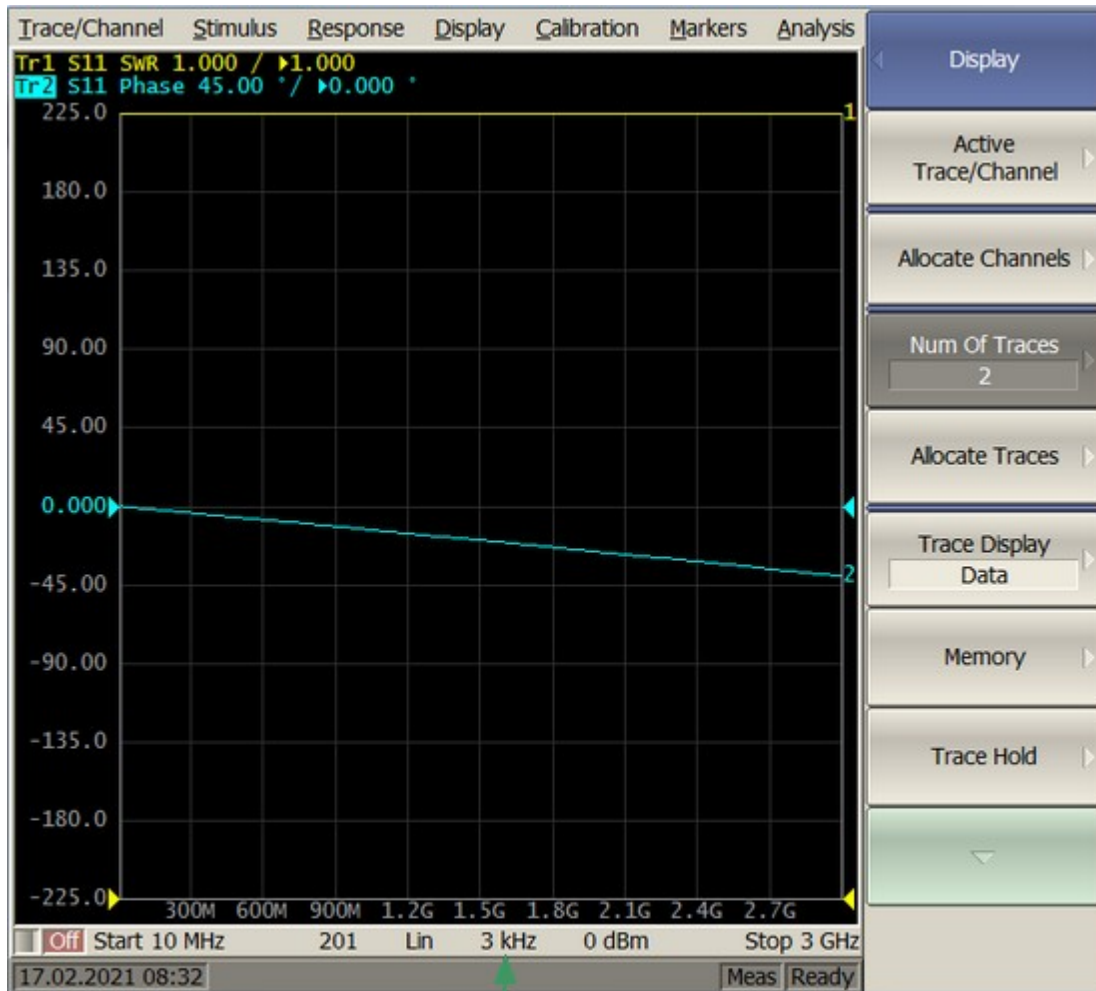 Trace/Channel Stimulus Response Display Calibration Markers Analysis
Tr1 S11 SWR 1.000 / ▶1.000
Tr2 S11 Phase 45.00 °/ ▶0.000 °
225.0
1
180.0
135.0
90.00
45.00
0.000
-45.00
2
-90.00
-135.0
-180.0
-225.0
300M 600M 900M 1.2G 1.5G 1.8G 2.1G 2.4G 2.7G
Off Start 10 MHz 201 Lin 3 kHz 0 dBm Stop 3 GHz
17.02.2021 08:32 Meas Ready
Display
Active
Trace/Channel
Allocate Channels
Num Of Traces
2
Allocate Traces
Trace Display
Data
Memory
Trace Hold